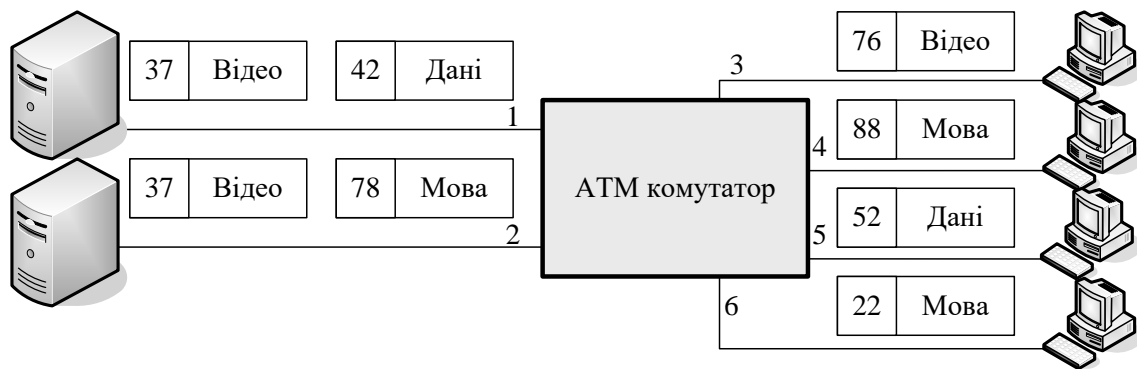 37 Відео 42 Дані
1
37 Відео 78 Мова
2
АТМ комутатор
3
76 Відео
4
88 Мова
5
52 Дані
6
22 Мова